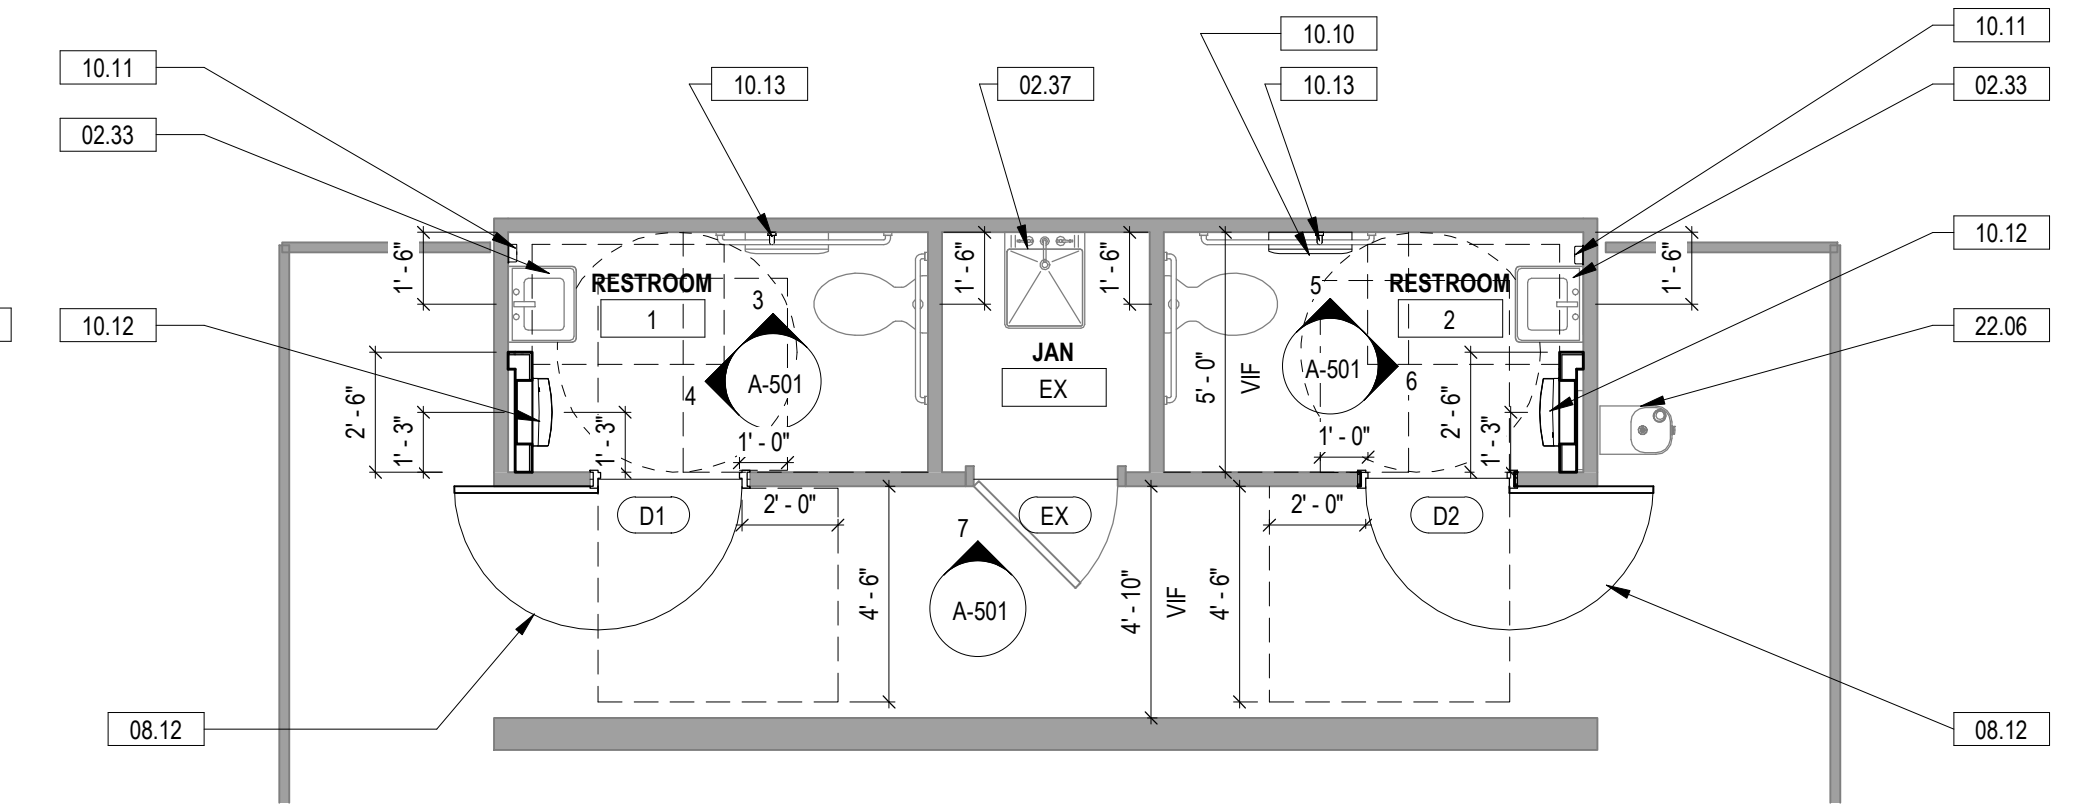 10.11
10.10
10.11
10.13
02.37
10.13
02.33
02.33
10.12
10.12
22.06
1' - 6"
1' - 6"
1' - 6"
1' - 6"
RESTROOM
1
3
4
A-501
JAN
EX
5
6
A-501
RESTROOM
2
5' - 0"
VIF
2' - 6"
1' - 3"
1' - 3"
1' - 0"
1' - 0"
2' - 6"
1' - 3"
D1
2' - 0"
7
EX
2' - 0"
D2
4' - 6"
A-501
4' - 10"
VIF
4' - 6"
08.12
08.12